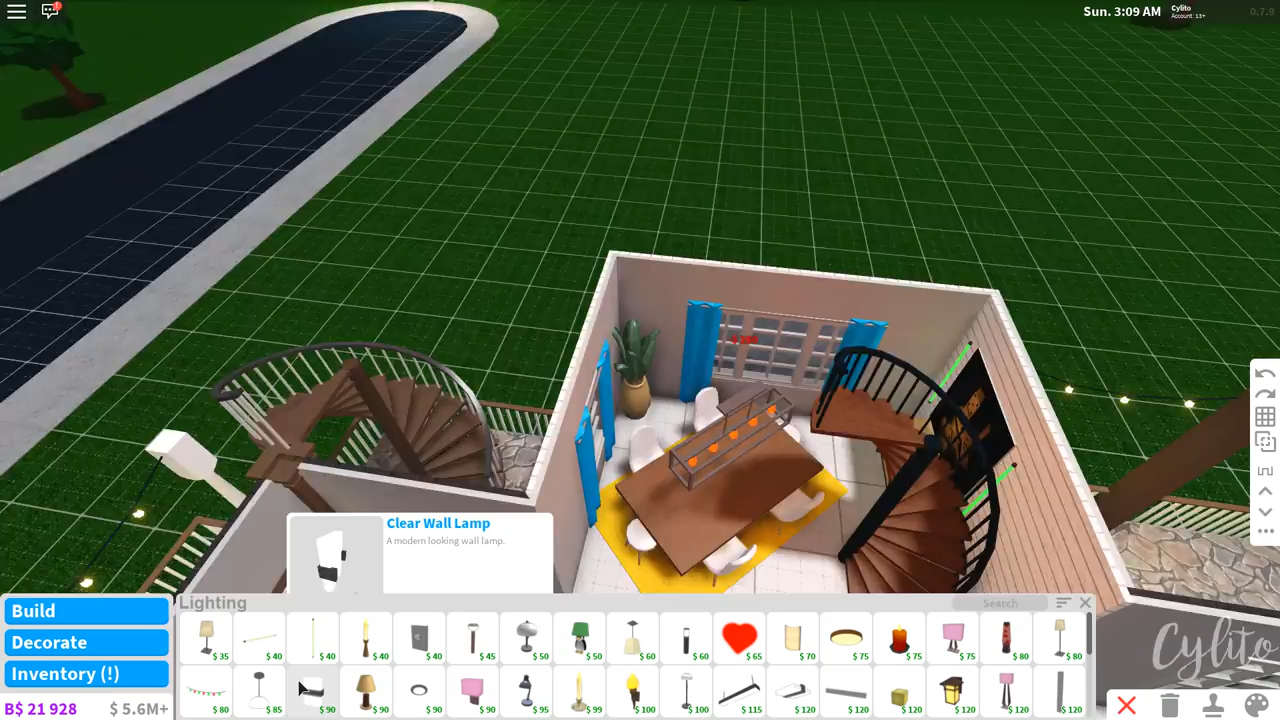 Sun. 3:09 AM
Cylito
Account: 13+
0.7.9
Clear Wall Lamp
A modern looking wall lamp.
Lighting
Search
Build
Decorate
Inventory (!)
B$ 21 928
$ 5.6M+
$ 35 $ 40 $ 40 $ 40 $ 40 $ 45 $ 50 $ 50 $ 60 $ 60 $ 65 $ 70 $ 75 $ 75 $ 75 $ 80 $ 80
$ 80 $ 85 $ 90 $ 90 $ 90 $ 90 $ 95 $ 99 $ 100 $ 100 $ 115 $ 120 $ 120 $ 120 $ 120 $ 120 $ 120
Cylito